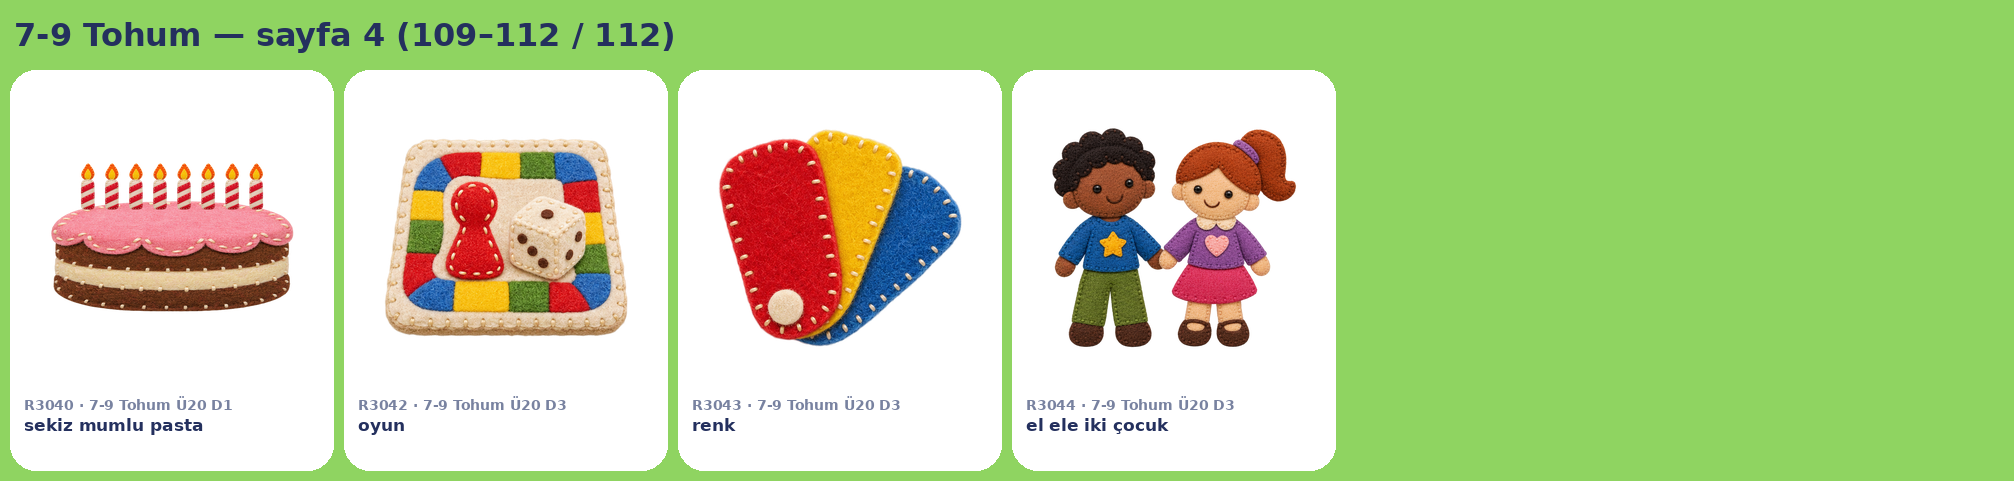 7-9 Tohum — sayfa 4 (109–112 / 112)
R3040 · 7-9 Tohum Ü20 D1
sekiz mumlu pasta
R3042 · 7-9 Tohum Ü20 D3
oyun
R3043 · 7-9 Tohum Ü20 D3
renk
R3044 · 7-9 Tohum Ü20 D3
el ele iki çocuk